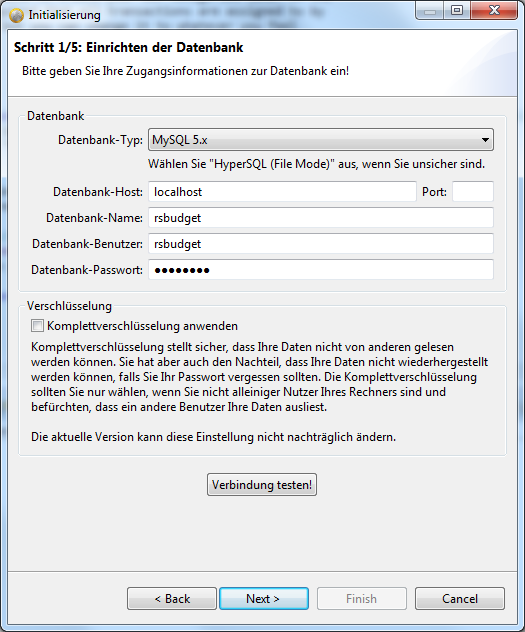 Initialisierung
Schritt 1/5: Einrichten der Datenbank
Bitte geben Sie Ihre Zugangsinformationen zur Datenbank ein!
Datenbank
Datenbank-Typ: MySQL 5.x
Wählen Sie "HyperSQL (File Mode)" aus, wenn Sie unsicher sind.
Datenbank-Host: localhost Port:
Datenbank-Name: rsbudget
Datenbank-Benutzer: rsbudget
Datenbank-Passwort: ●●●●●●●●
Verschlüsselung
Komplettverschlüsselung anwenden
Komplettverschlüsselung stellt sicher, dass Ihre Daten nicht von anderen gelesen
werden können. Sie hat aber auch den Nachteil, dass Ihre Daten nicht wiederhergestellt
werden können, falls Sie Ihr Passwort vergessen sollten. Die Komplettverschlüsselung
sollten Sie nur wählen, wenn Sie nicht alleiniger Nutzer Ihres Rechners sind und
befürchten, dass ein andere Benutzer Ihre Daten ausliest.
Die aktuelle Version kann diese Einstellung nicht nachträglich ändern.
Verbindung testen!
< Back Next > Finish Cancel